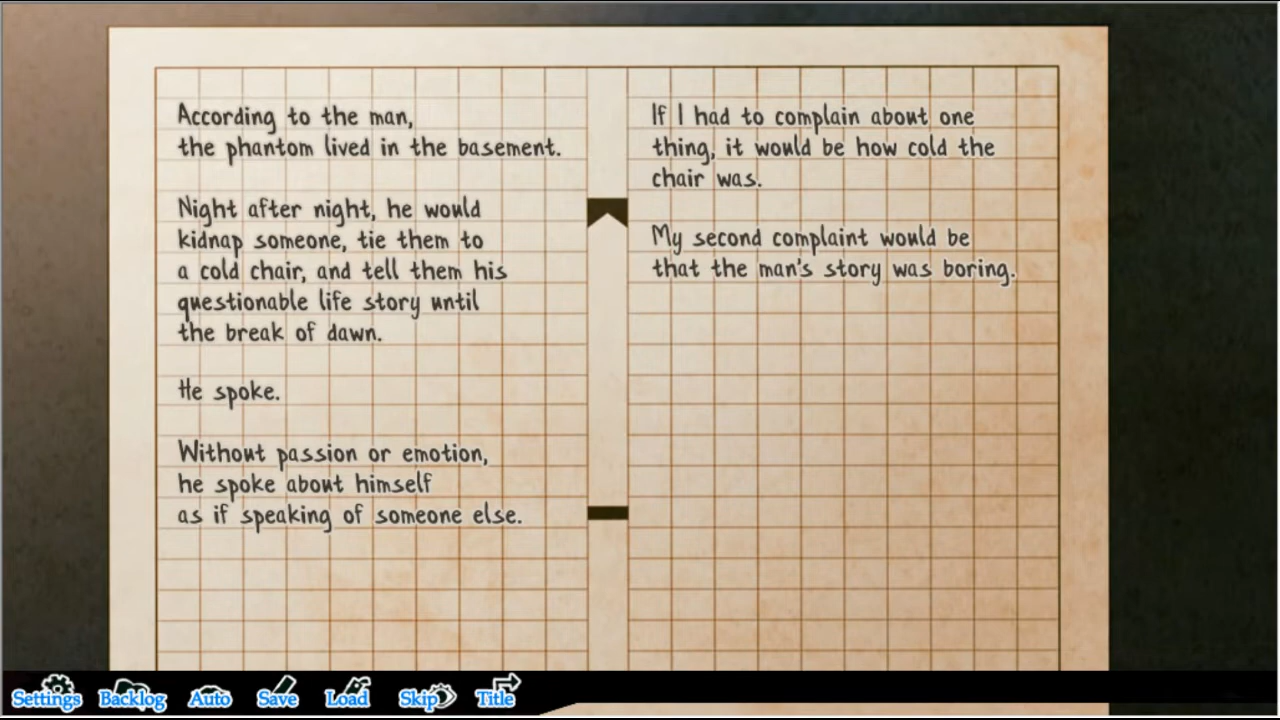 According to the man,
the phantom lived in the basement.
Night after night, he would
kidnap someone, tie them to
a cold chair, and tell them his
questionable life story until
the break of dawn.
He spoke.
Without passion or emotion,
he spoke about himself
as if speaking of someone else.
If I had to complain about one
thing, it would be how cold the
chair was.
My second complaint would be
that the man's story was boring.
Settings Backlog Auto Save Load Skip Title